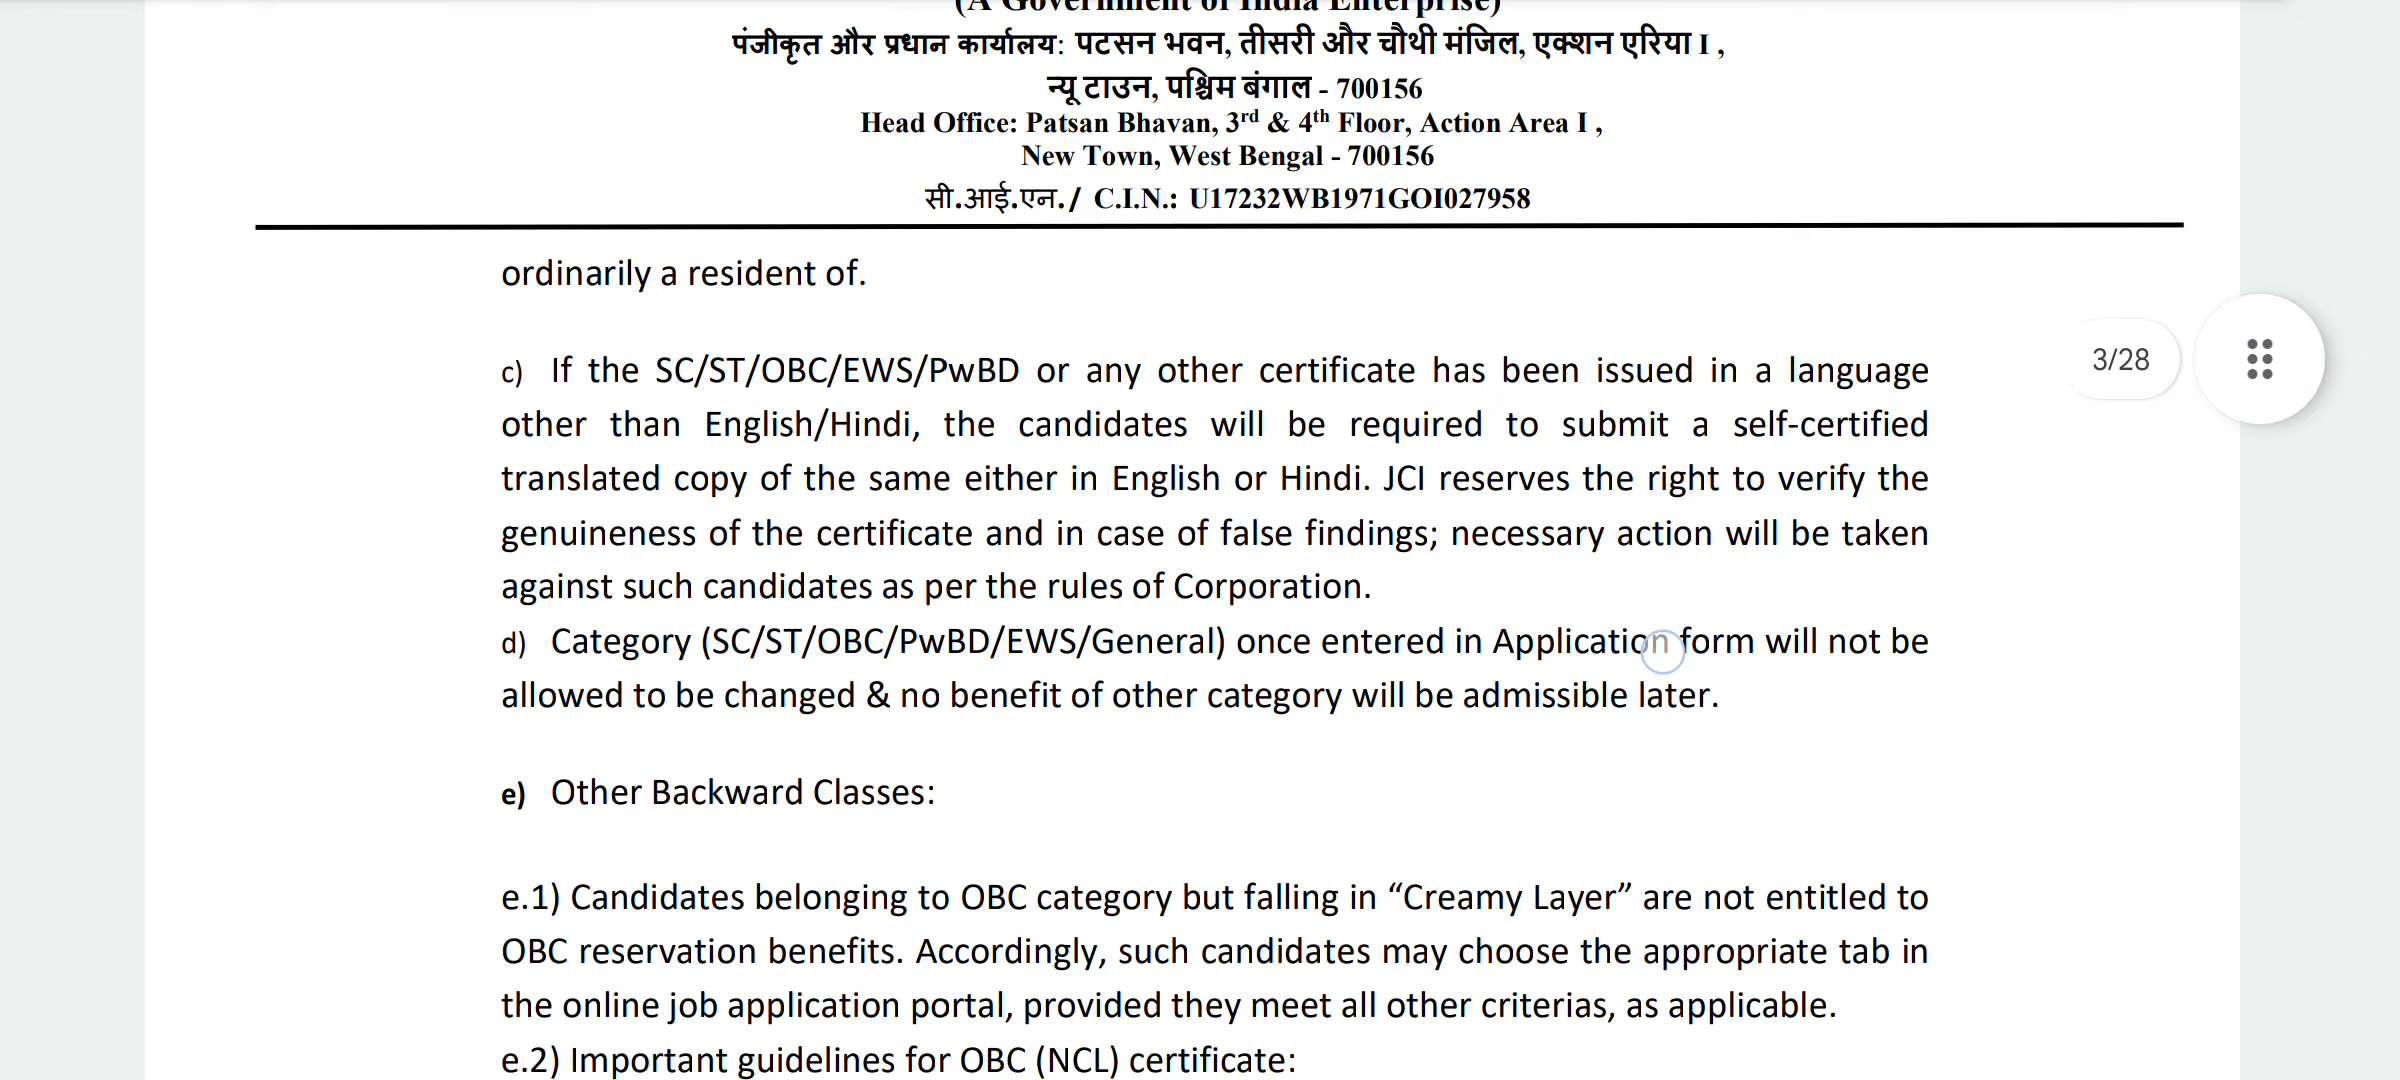 (A Government of India Enterprise)
पंजीकृत और प्रधान कार्यालय: पटसन भवन, तीसरी और चौथी मंजिल, एक्शन एरिया I ,
न्यू टाउन, पश्चिम बंगाल - 700156
Head Office: Patsan Bhavan, 3rd & 4th Floor, Action Area I ,
New Town, West Bengal - 700156
सी.आई.एन./ C.I.N.: U17232WB1971GOI027958
ordinarily a resident of.
c) If the SC/ST/OBC/EWS/PwBD or any other certificate has been issued in a language
other than English/Hindi, the candidates will be required to submit a self-certified
translated copy of the same either in English or Hindi. JCI reserves the right to verify the
genuineness of the certificate and in case of false findings; necessary action will be taken
against such candidates as per the rules of Corporation.
d) Category (SC/ST/OBC/PwBD/EWS/General) once entered in Application form will not be
allowed to be changed & no benefit of other category will be admissible later.
e) Other Backward Classes:
e.1) Candidates belonging to OBC category but falling in “Creamy Layer” are not entitled to
OBC reservation benefits. Accordingly, such candidates may choose the appropriate tab in
the online job application portal, provided they meet all other criterias, as applicable.
e.2) Important guidelines for OBC (NCL) certificate:
3/28